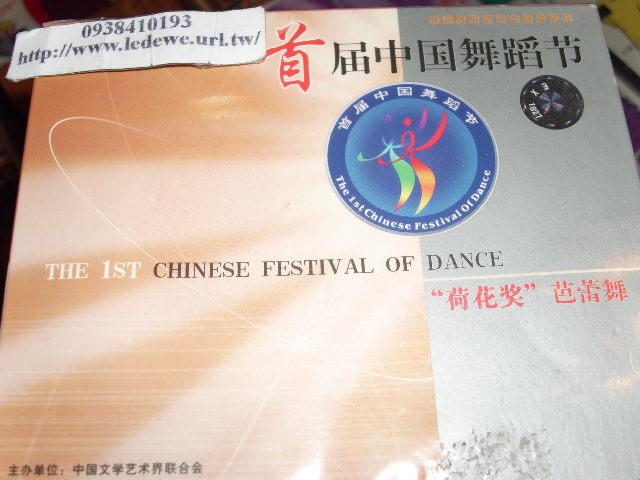 0938410193
http://www.ledewe.url.tw/
首届中国舞蹈节
首届中国舞蹈节
The 1st Chinese Festival Of Dance
THE 1ST CHINESE FESTIVAL OF DANCE
“荷花奖”芭蕾舞
主办单位：中国文学艺术界联合会